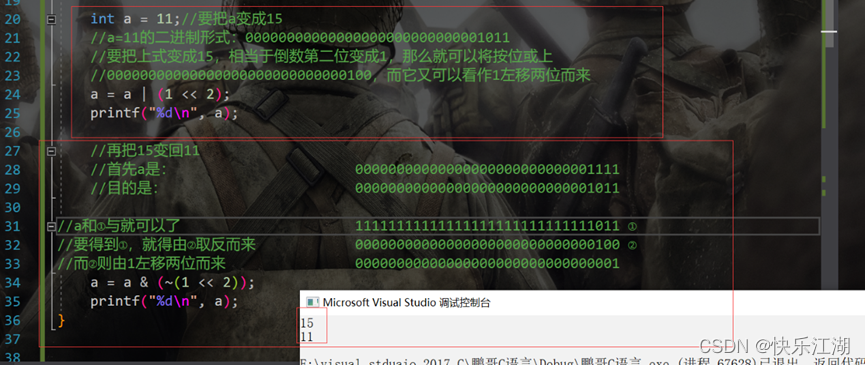 19
20 int a = 11;//要把a变成15
21 //a=11的二进制形式：00000000000000000000000000001011
22 //要把上式变成15，相当于倒数第二位变成1，那么就可以将按位或上
23 //00000000000000000000000000000100，而它又可以看作1左移两位而来
24 a = a | (1 << 2);
25 printf("%d\n", a);
26
27 //再把15变回11
28 //首先a是： 00000000000000000000000000001111
29 //目的是： 00000000000000000000000000001011
30
31 //a和①与就可以了 11111111111111111111111111111011 ①
32 //要得到①，就得由②取反而来 00000000000000000000000000000100 ②
33 //而②则由1左移两位而来 00000000000000000000000000000001
34 a = a & (~(1 << 2));
35 printf("%d\n", a);
36 }
37
38
Microsoft Visual Studio 调试控制台
15
11
E:\visual stduaio 2017 C\鹏哥C语言\Debug\鹏哥C语言.exe (进程 67628)已退出，返回代码
CSDN @快乐江湖